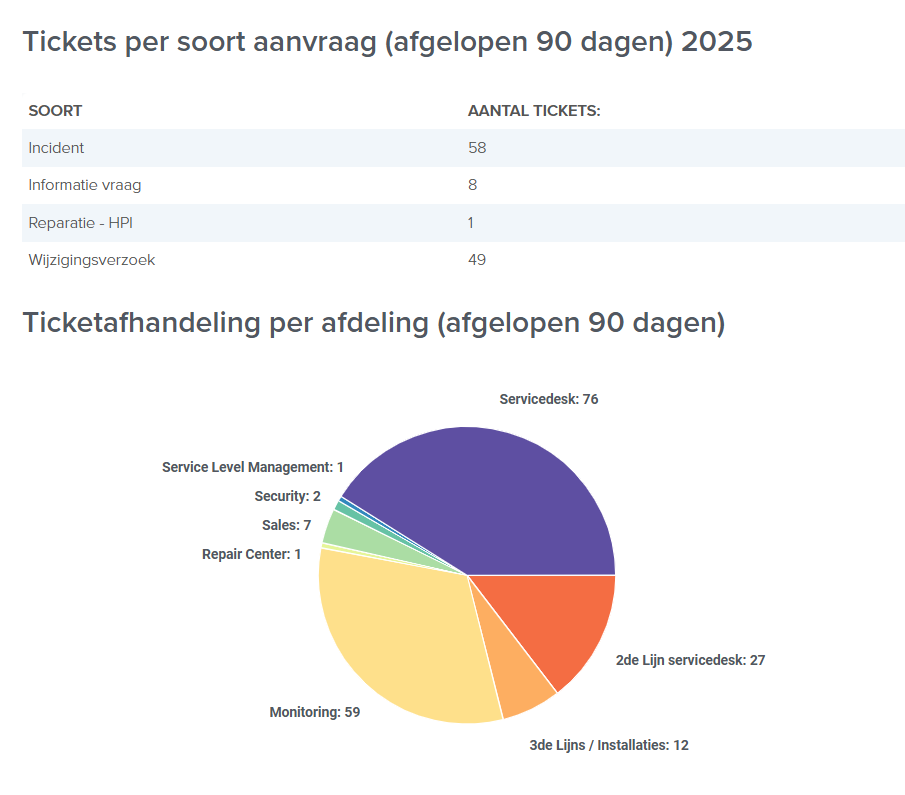 Tickets per soort aanvraag (afgelopen 90 dagen) 2025
SOORT AANTAL TICKETS:
Incident 58
Informatie vraag 8
Reparatie - HPI 1
Wijzigingsverzoek 49
Ticketafhandeling per afdeling (afgelopen 90 dagen)
Servicedesk: 76
Service Level Management: 1
Security: 2
Sales: 7
Repair Center: 1
2de Lijn servicedesk: 27
Monitoring: 59
3de Lijns / Installaties: 12